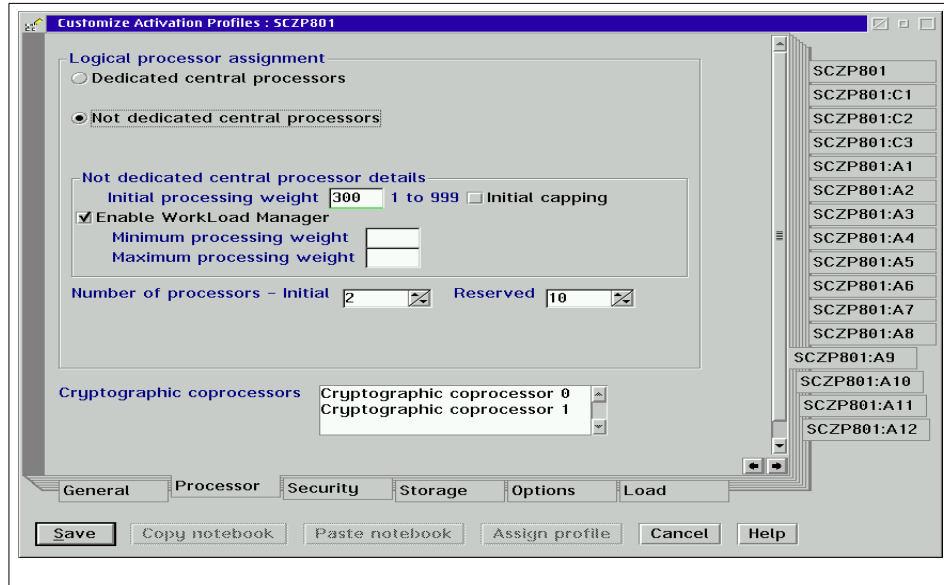 Customize Activation Profiles : SCZP801
Logical processor assignment
Dedicated central processors
Not dedicated central processors
Not dedicated central processor details
Initial processing weight 300 1 to 999 Initial capping
Enable WorkLoad Manager
Minimum processing weight
Maximum processing weight
Number of processors - Initial 2 Reserved 10
Cryptographic coprocessors
Cryptographic coprocessor 0
Cryptographic coprocessor 1
SCZP801
SCZP801:C1
SCZP801:C2
SCZP801:C3
SCZP801:A1
SCZP801:A2
SCZP801:A3
SCZP801:A4
SCZP801:A5
SCZP801:A6
SCZP801:A7
SCZP801:A8
SCZP801:A9
SCZP801:A10
SCZP801:A11
SCZP801:A12
General Processor Security Storage Options Load
Save Copy notebook Paste notebook Assign profile Cancel Help